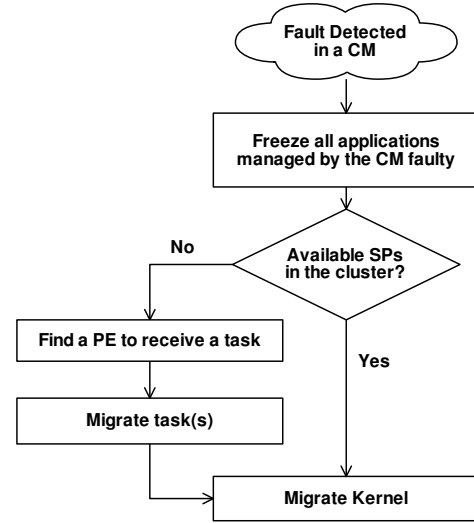 Fault Detected
in a CM
Freeze all applications
managed by the CM faulty
Available SPs
in the cluster?
No
Yes
Find a PE to receive a task
Migrate task(s)
Migrate Kernel